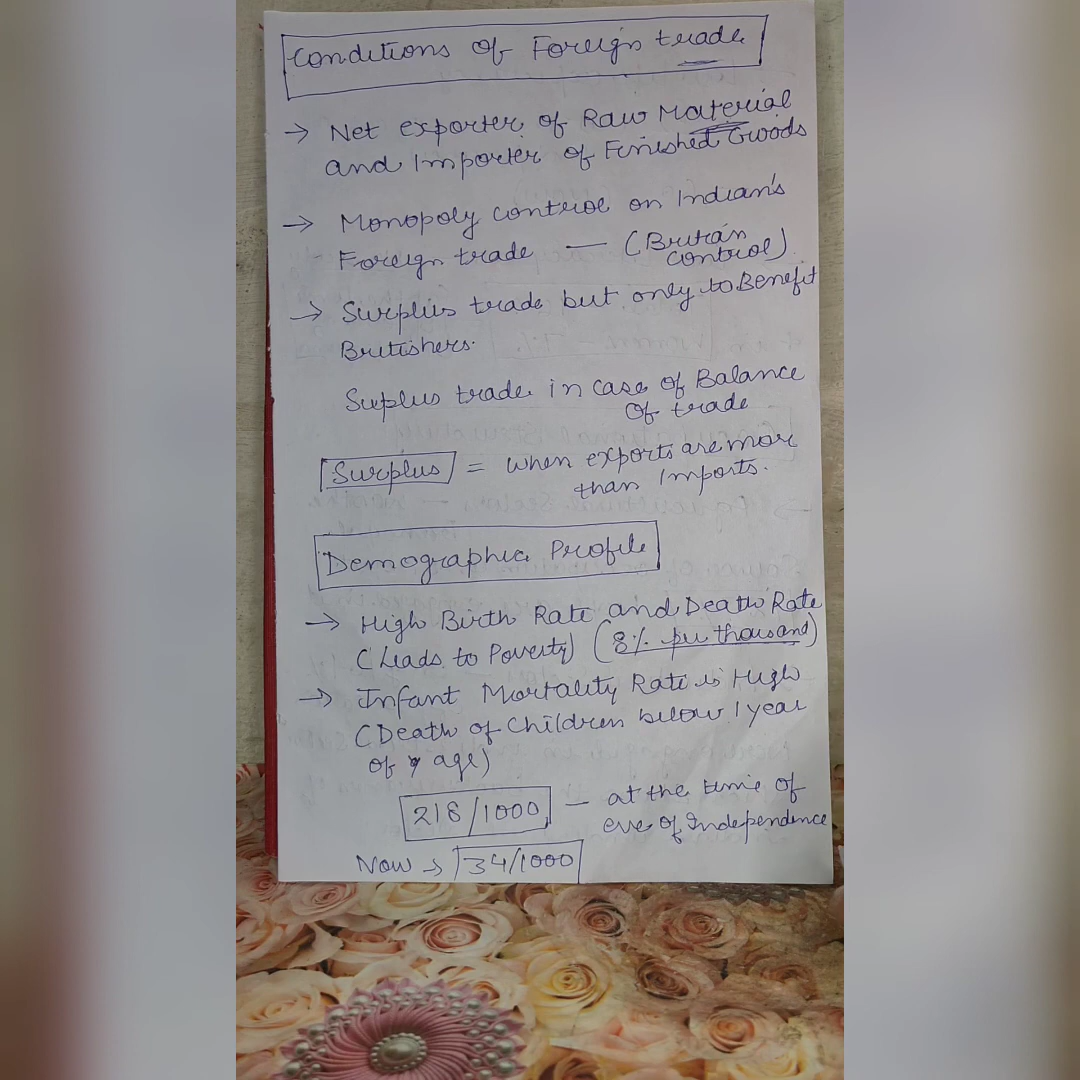 Conditions of Foreign trade
→ Net exporter of Raw Material
and Importer of Finished Goods
→ Monopoly control on Indian's
Foreign trade — (Britain
control)
→ Surplus trade but only to Benefit
Britishers.
Suplus trade in case of Balance
of trade
Surplus = when exports are more
than Imports.
Demographic Profile
→ High Birth Rate and Death Rate
(Leads to Poverty) (8% per thousand)
→ Infant Mortality Rate is High
(Death of Children below 1 year
of age)
218/1000 — at the time of
eve of Independence
Now → 34/1000